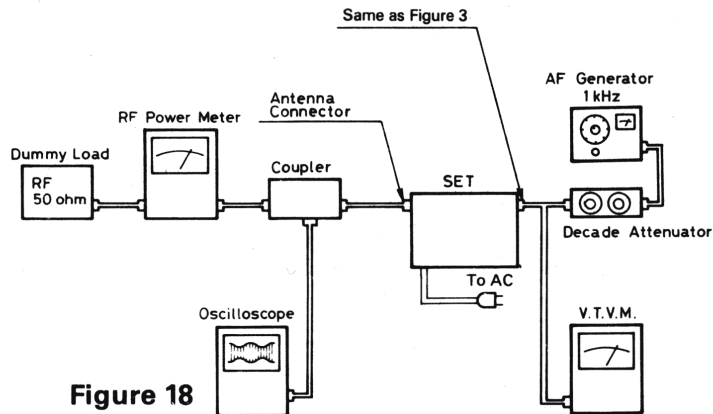 Same as Figure 3
AF Generator
1 kHz
Antenna
Connector
RF Power Meter
Dummy Load
RF
50 ohm
Coupler
SET
Decade Attenuator
To AC
Oscilloscope
V.T.V.M.
Figure 18